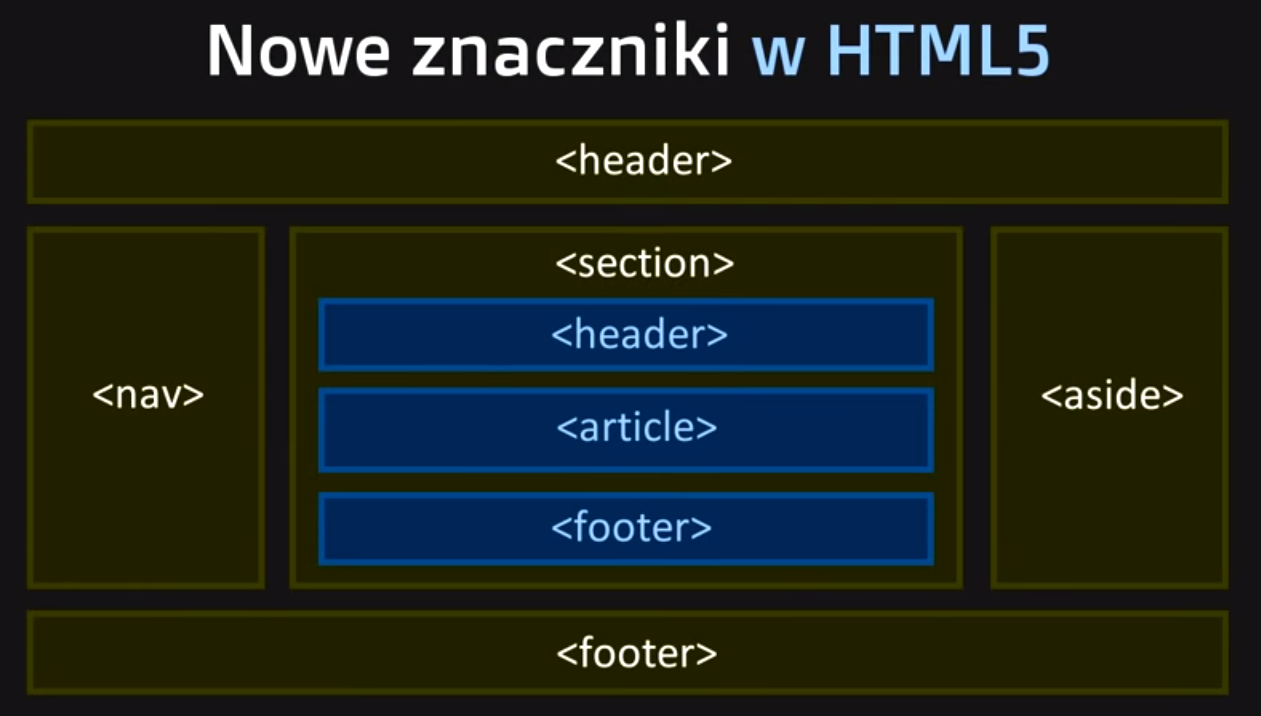 Nowe znaczniki w HTML5
<header>
<nav>
<section>
<header>
<article>
<footer>
<aside>
<footer>